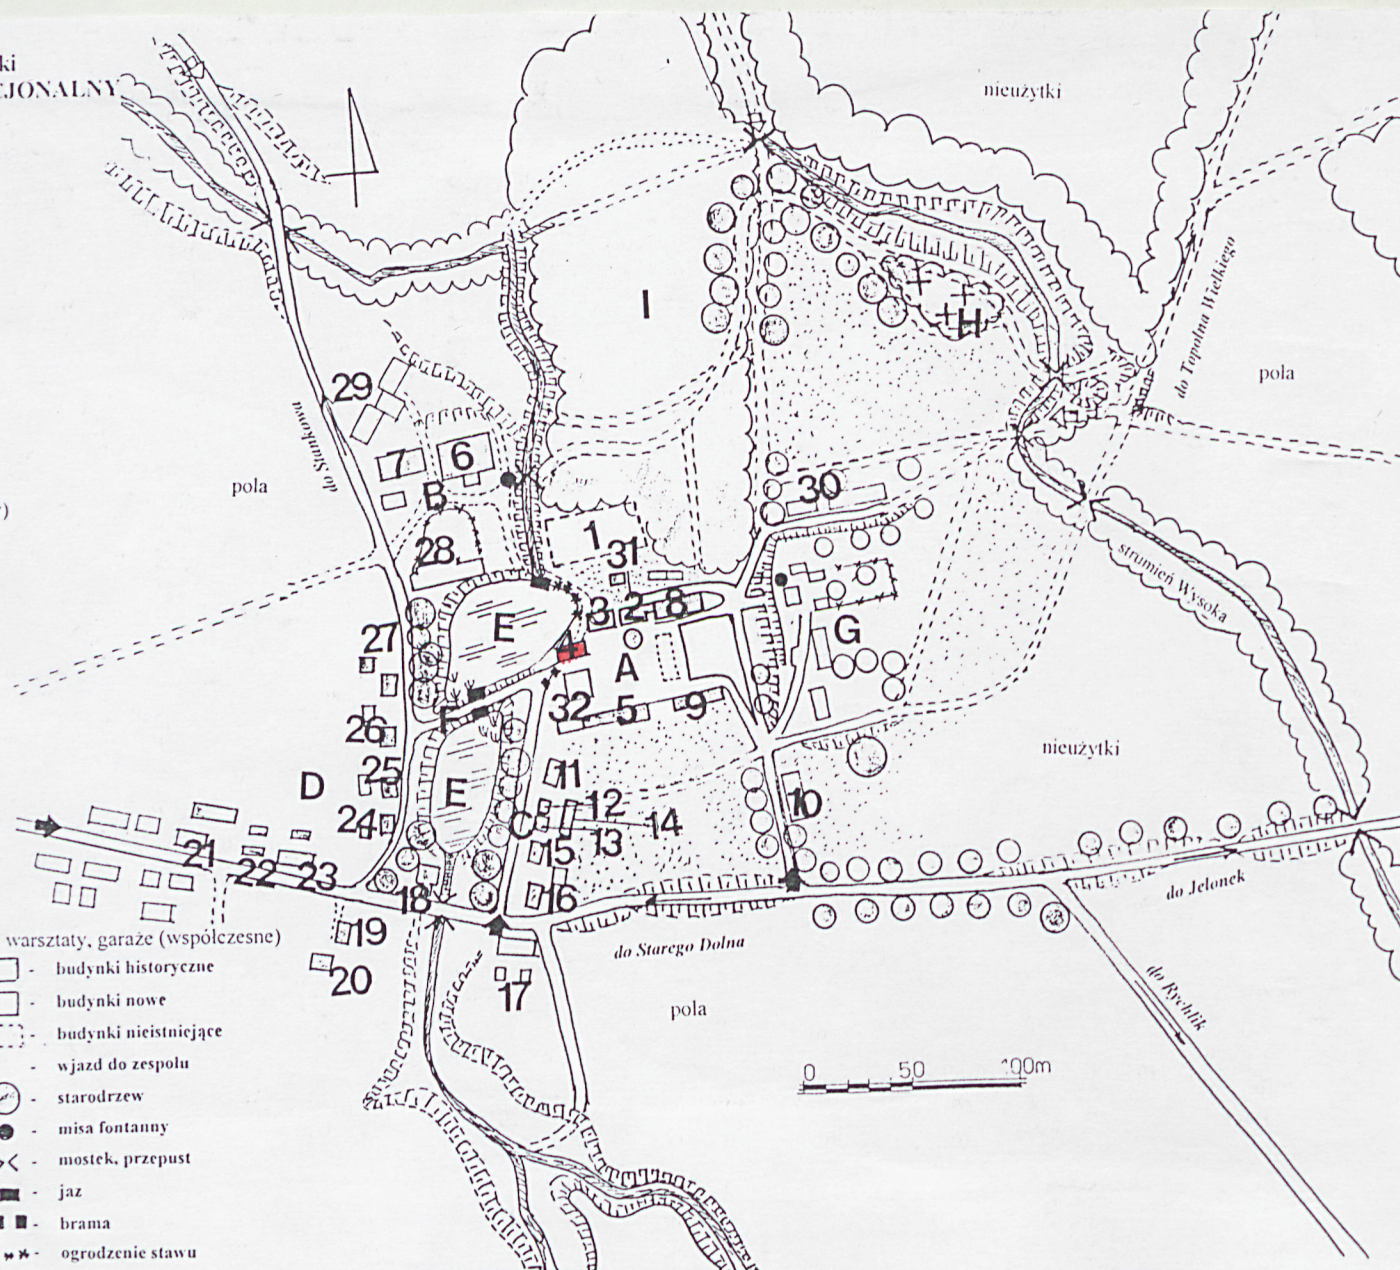 ki
CJONALNY
nieużytki
do Topolna Wielkiego
I
H
pola
29
do Stankowa
7
6
pola
B
30
)
1
28
31
strumień Wysoka
E
3
2
8
27
4
G
A
F
32
5
9
26
nieużytki
D
25
11
E
10
12
24
C
14
13
15
21
22
23
18
16
do Jelonek
19
warsztaty, garaże (współczesne)
do Starego Dolna
20
17
- budynki historyczne
- budynki nowe
pola
do Rychlik
- budynki nieistniejące
- wjazd do zespołu
0 50 100m
- starodrzew
- misa fontanny
- mostek, przepust
- jaz
- brama
- ogrodzenie stawu